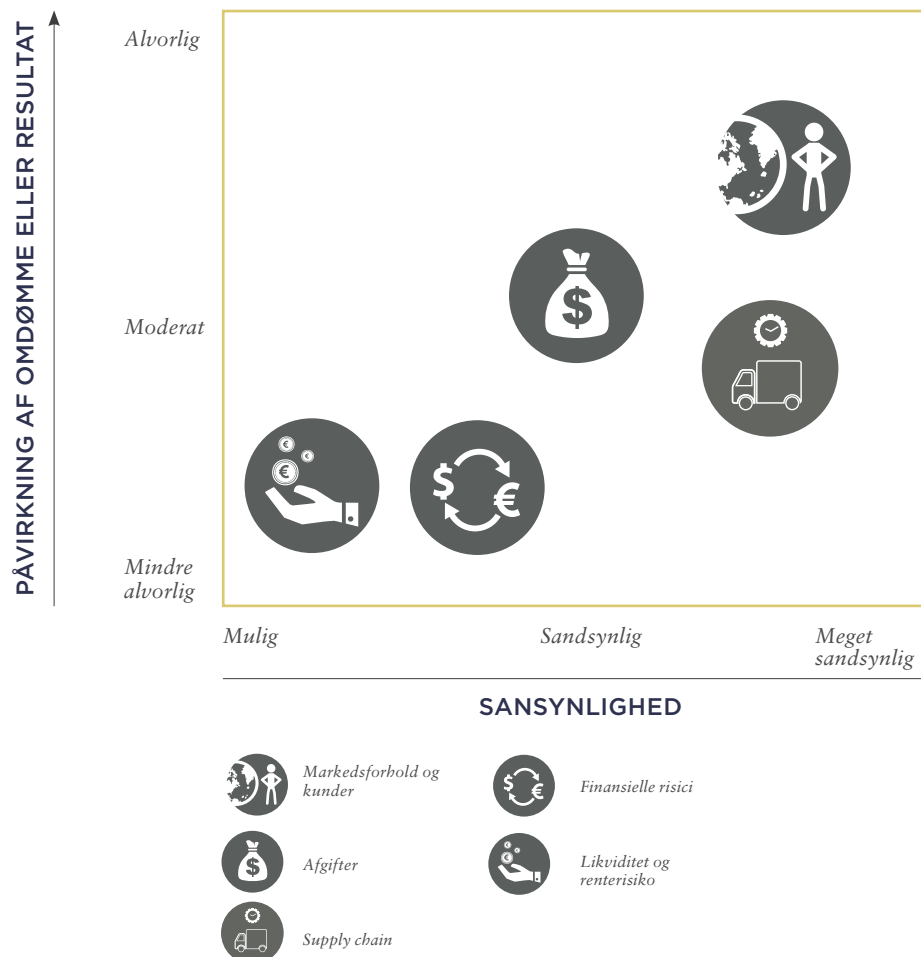 PÅVIRKNING AF OMDØMME ELLER RESULTAT
Alvorlig
Moderat
Mindre
alvorlig
$
$
€
€
€
€
Mulig
Sandsynlig
Meget
sandsynlig
SANSYNLIGHED
Markedsforhold og
kunder
$
€
Finansielle risici
$
Afgifter
€
€
€
Likviditet og
renterisiko
Supply chain